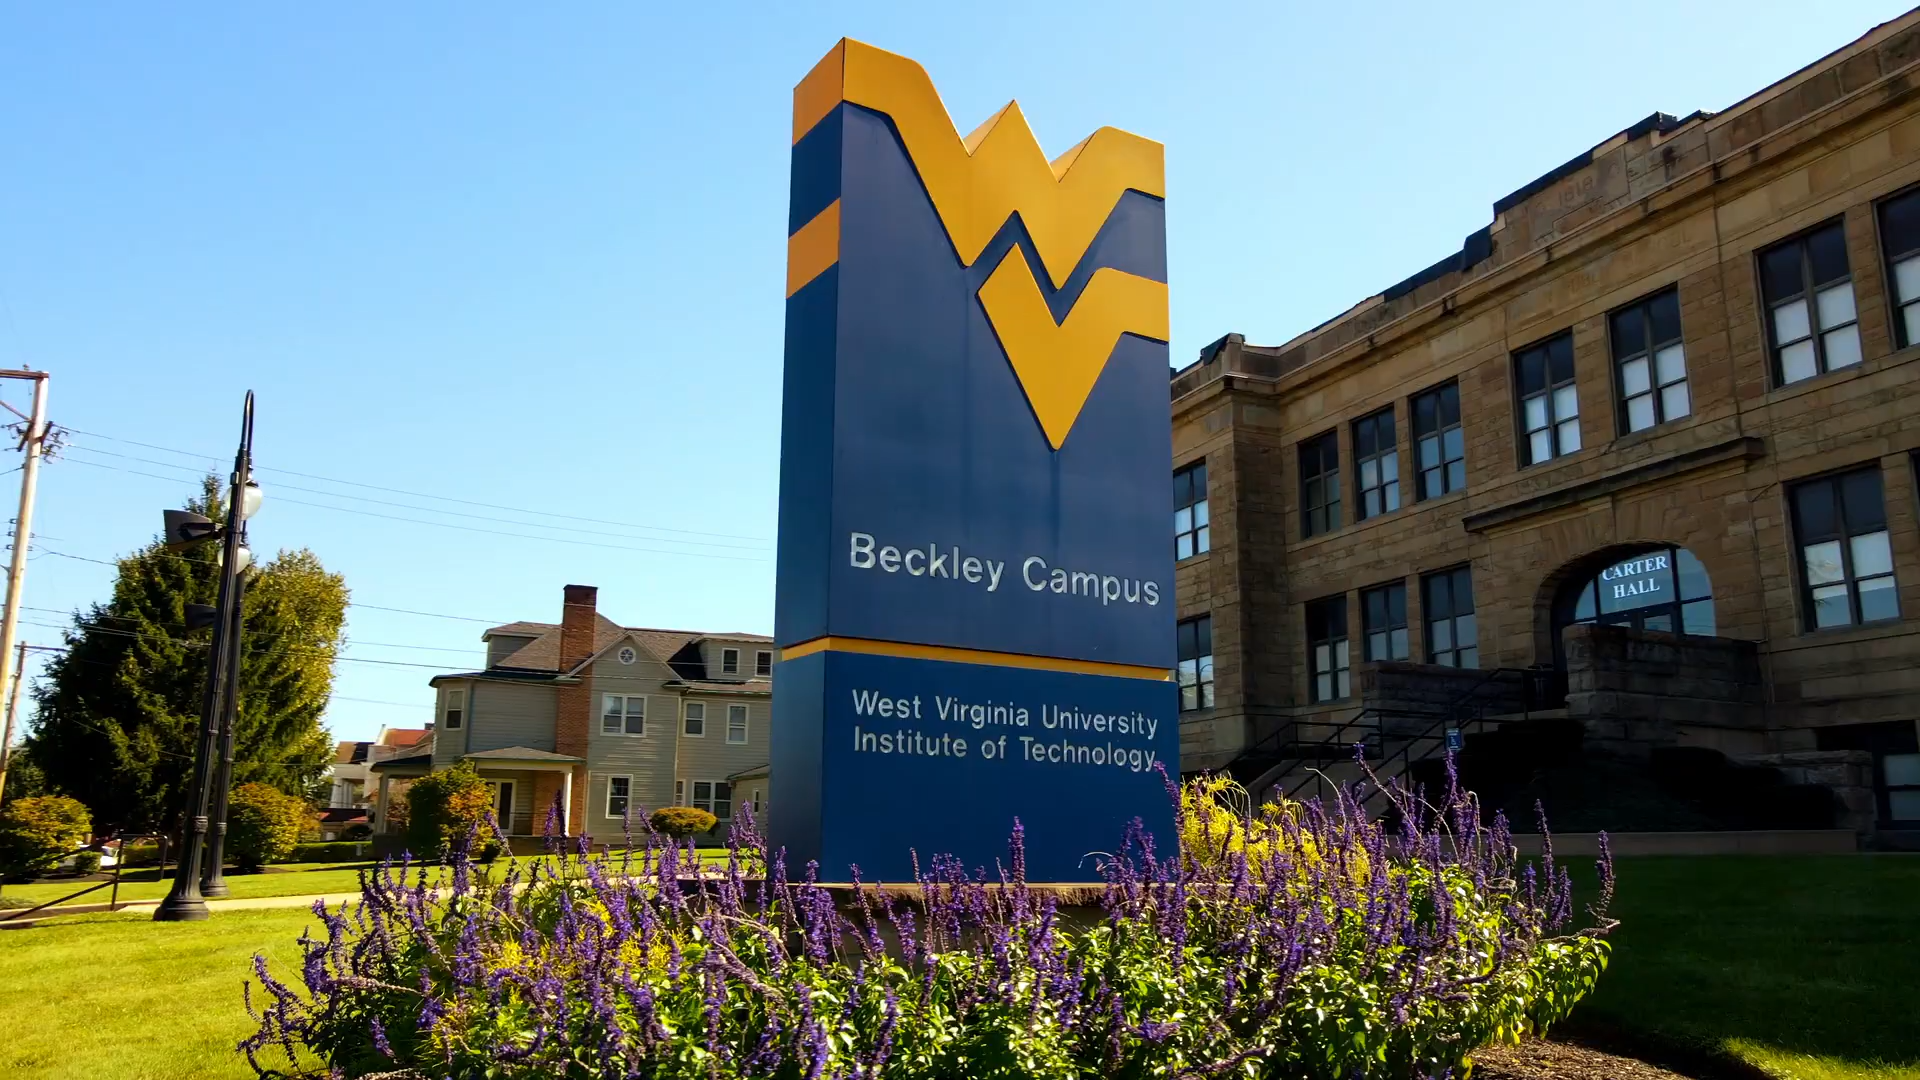 Beckley Campus
West Virginia University
Institute of Technology
CARTER
HALL